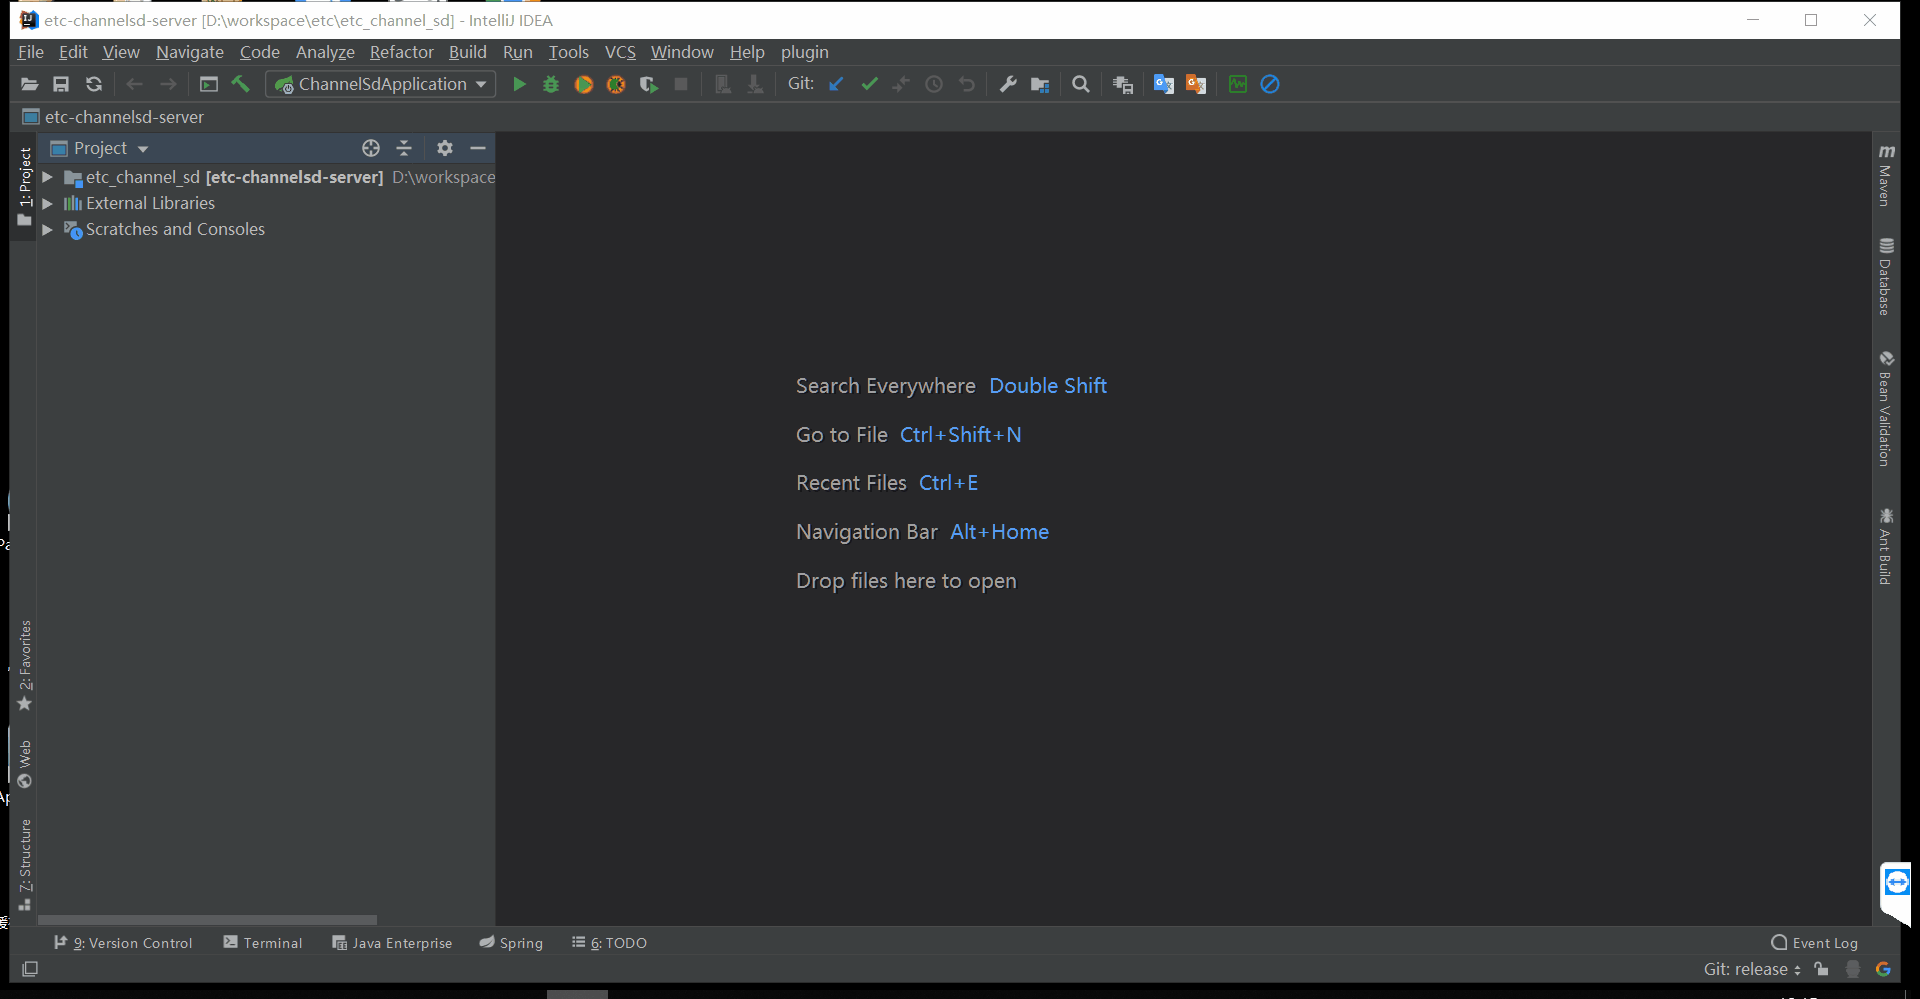 etc-channelsd-server [D:\workspace\etc\etc_channel_sd] - IntelliJ IDEA
File Edit View Navigate Code Analyze Refactor Build Run Tools VCS Window Help plugin
ChannelSdApplication Git:
etc-channelsd-server
1: Project
Project
etc_channel_sd [etc-channelsd-server] D:\workspace
External Libraries
Scratches and Consoles
Search Everywhere Double Shift
Go to File Ctrl+Shift+N
Recent Files Ctrl+E
Navigation Bar Alt+Home
Drop files here to open
Maven
Database
Bean Validation
Ant Build
2: Favorites
Web
Z: Structure
9: Version Control Terminal Java Enterprise Spring 6: TODO Event Log
Git: release